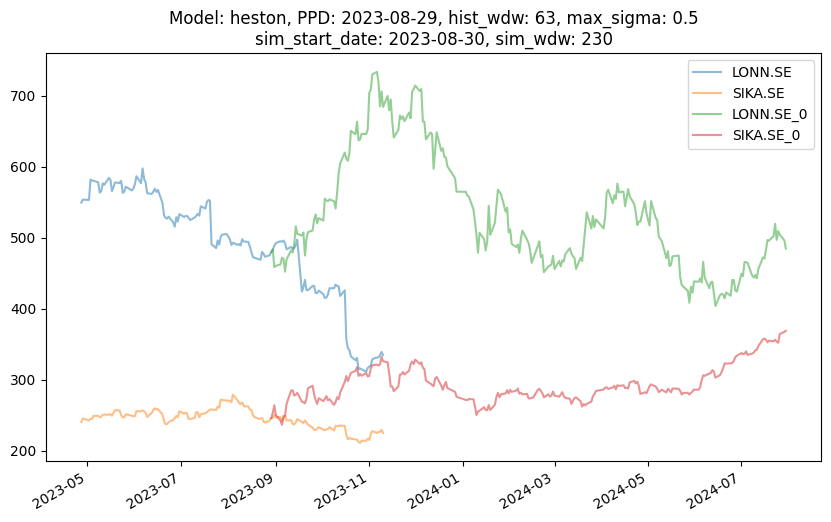 Model: heston, PPD: 2023-08-29, hist_wdw: 63, max_sigma: 0.5
sim_start_date: 2023-08-30, sim_wdw: 230
LONN.SE
SIKA.SE
LONN.SE_0
SIKA.SE_0
700
600
500
400
300
200
2023-05
2023-07
2023-09
2023-11
2024-01
2024-03
2024-05
2024-07